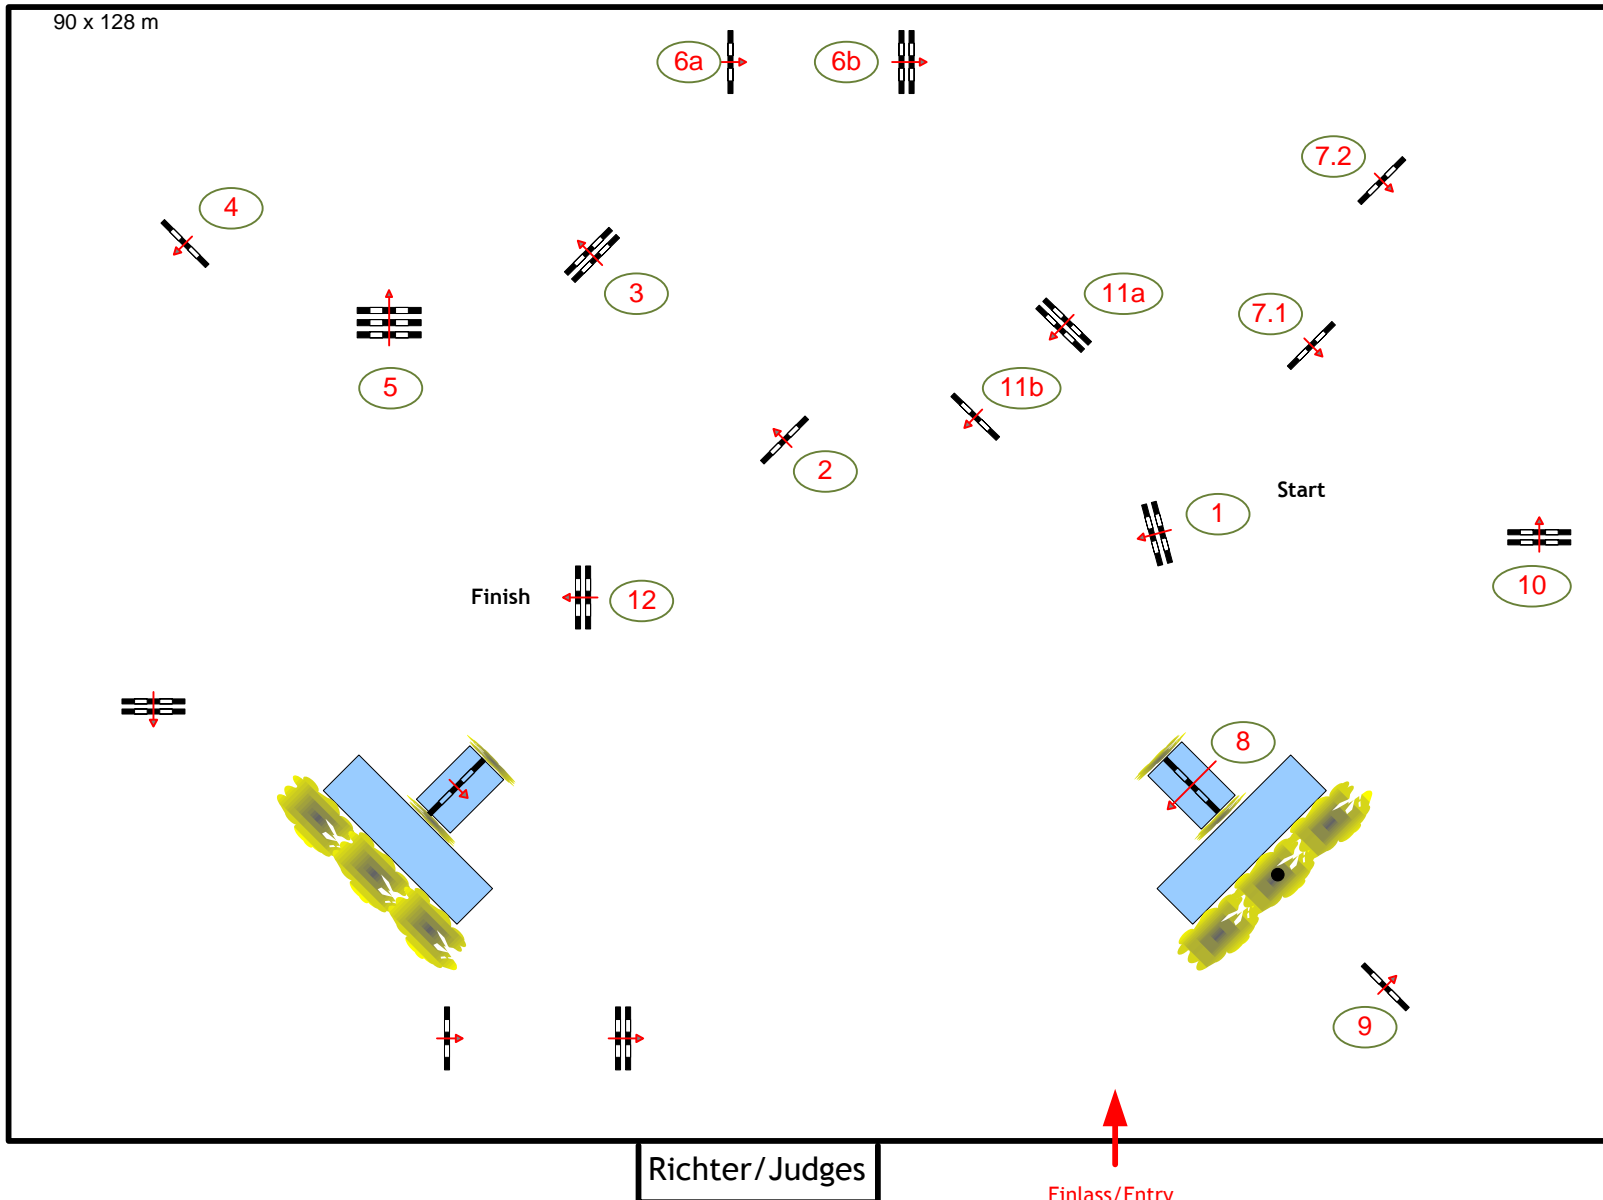 90 x 128 m
6a
6b
7.2
4
3
11a
7.1
5
11b
2
Start
1
10
Finish
12
8
9
Richter/Judges
Einlass/Entry